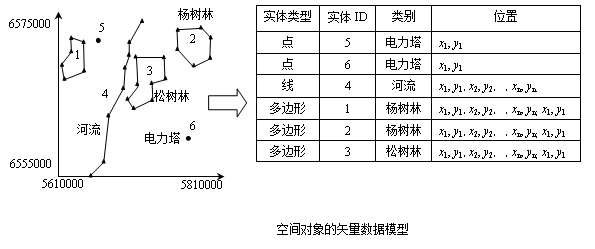 6575000
6555000
5610000
5810000
5
1
4
河流
3
松树林
杨树林
2
6
电力塔
实体类型 实体 ID 类别 位置
点 5 电力塔 x₁, y₁
点 6 电力塔 x₁, y₁
线 4 河流 x₁, y₁. x₂, y₂. . xₙ, yₙ
多边形 1 杨树林 x₁, y₁. x₂, y₂. . xₙ, yₙ; x₁, y₁
多边形 2 杨树林 x₁, y₁. x₂, y₂. . xₙ, yₙ; x₁, y₁
多边形 3 松树林 x₁, y₁. x₂, y₂. . xₙ, yₙ; x₁, y₁
空间对象的矢量数据模型